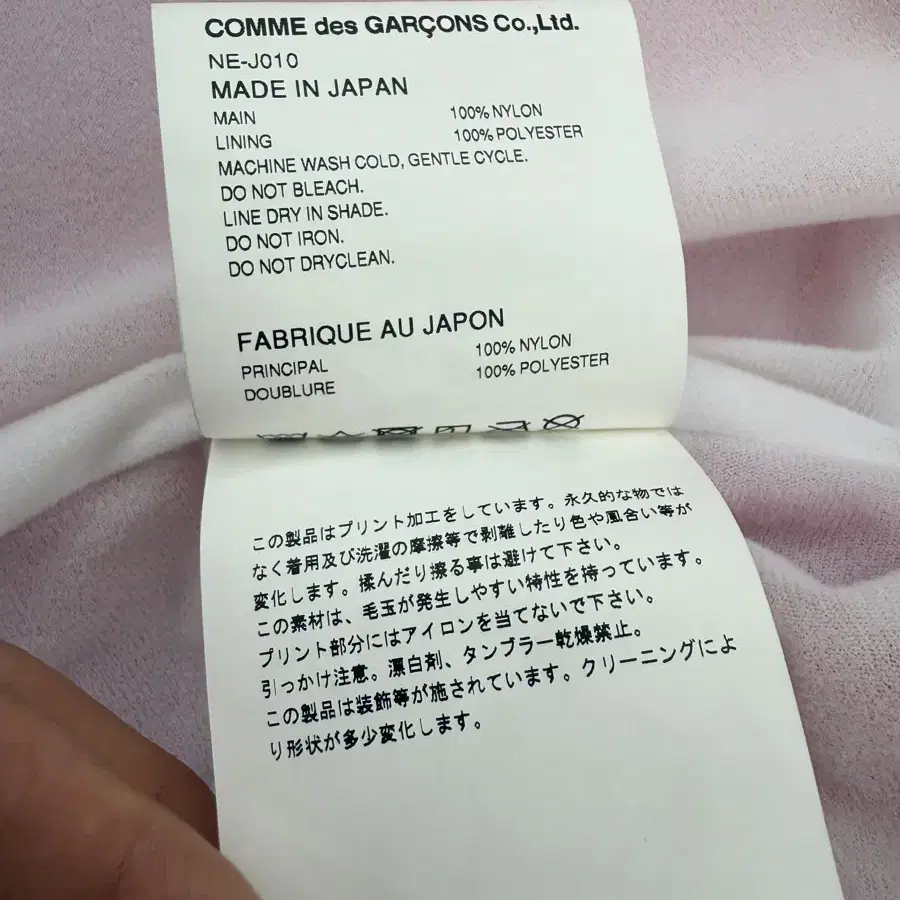 COMME des GARÇONS Co.,Ltd.
NE-J010
MADE IN JAPAN
MAIN 100% NYLON
LINING 100% POLYESTER
MACHINE WASH COLD, GENTLE CYCLE.
DO NOT BLEACH.
LINE DRY IN SHADE.
DO NOT IRON.
DO NOT DRYCLEAN.
FABRIQUE AU JAPON
PRINCIPAL 100% NYLON
DOUBLURE 100% POLYESTER
この製品はプリント加工をしています。永久的な物では
なく着用及び洗濯の摩擦等で剥離したり色や風合い等が
変化します。揉んだり擦る事は避けて下さい。
この素材は、毛玉が発生しやすい特性を持っています。
プリント部分にはアイロンを当てないで下さい。
引っかけ注意。漂白剤、タンブラー乾燥禁止。
この製品は装飾等が施されています。クリーニングによ
り形状が多少変化します。